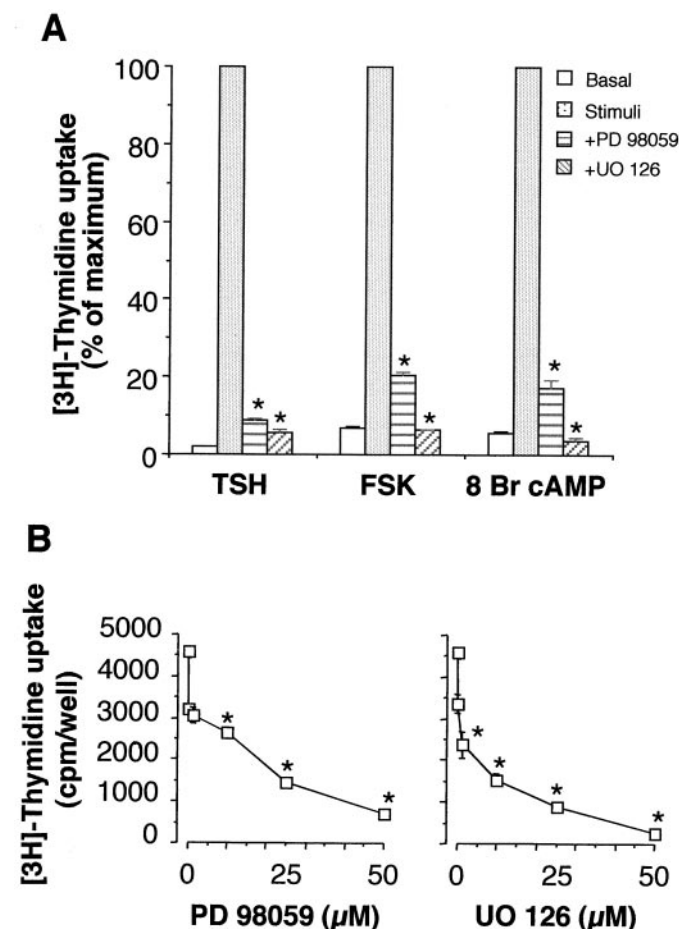 A
[3H]-Thymidine uptake
(% of maximum)
100
80
60
40
20
0
Basal
Stimuli
+PD 98059
+UO 126
* *
* *
* *
TSH FSK 8 Br cAMP
B
[3H]-Thymidine uptake
(cpm/well)
5000
4000
3000
2000
1000
0
* * *
* * * *
0 25 50
0 25 50
PD 98059 (µM)
UO 126 (µM)